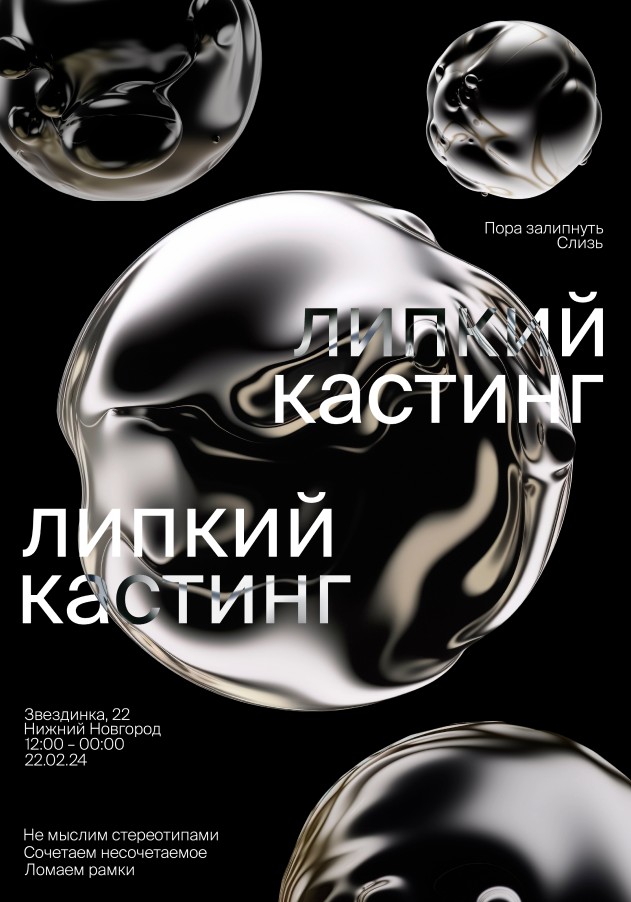 Пора залипнуть
Слизь
липкий
кастинг
липкий
кастинг
Звездинка, 22
Нижний Новгород
12:00 – 00:00
22.02.24
Не мыслим стереотипами
Сочетаем несочетаемое
Ломаем рамки